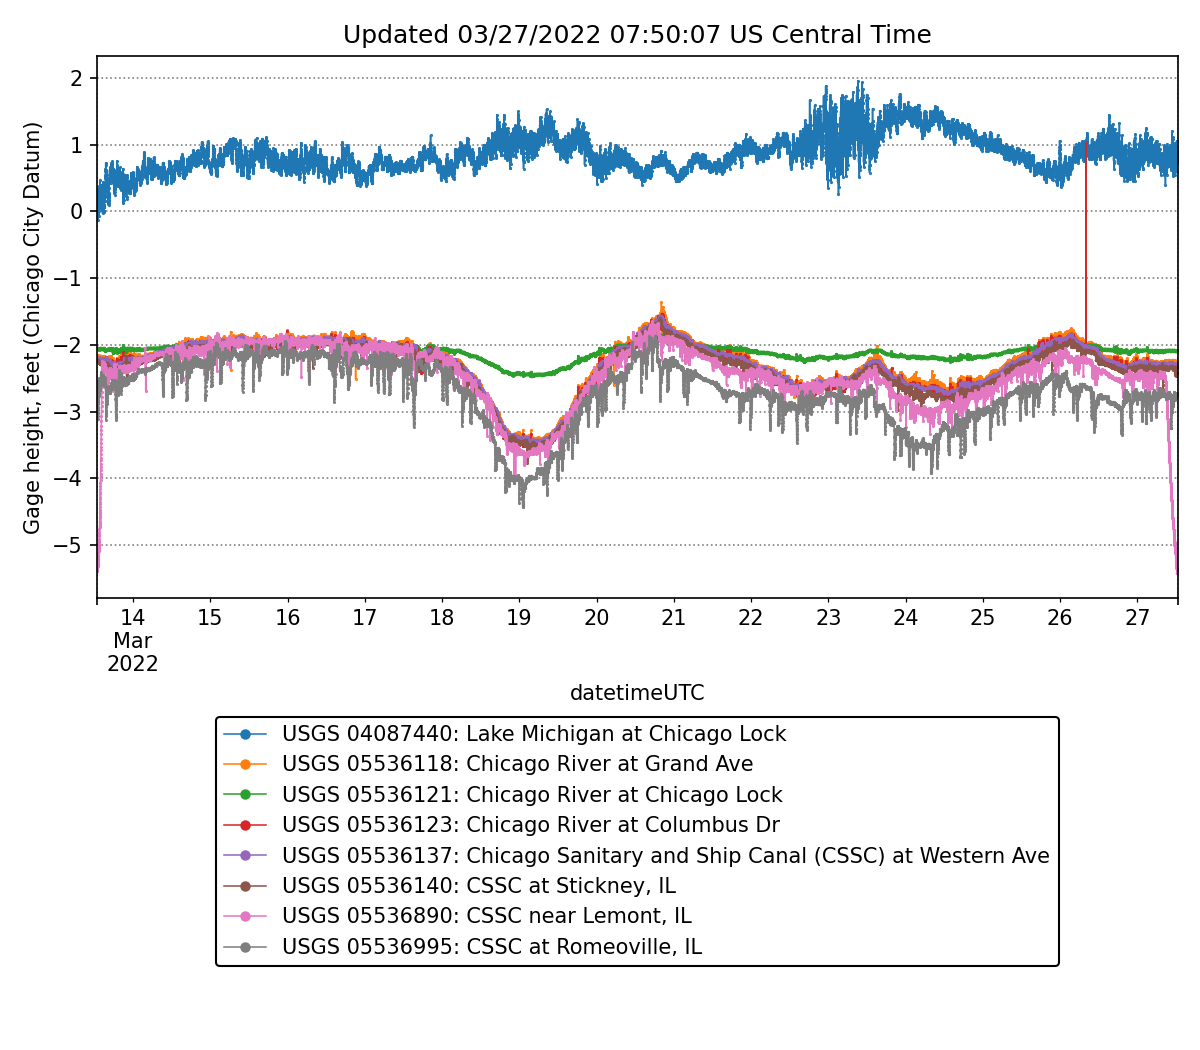 Updated 03/27/2022 07:50:07 US Central Time
Gage height, feet (Chicago City Datum)
2
1
0
−1
−2
−3
−4
−5
14 15 16 17 18 19 20 21 22 23 24 25 26 27
Mar
2022
datetimeUTC
USGS 04087440: Lake Michigan at Chicago Lock
USGS 05536118: Chicago River at Grand Ave
USGS 05536121: Chicago River at Chicago Lock
USGS 05536123: Chicago River at Columbus Dr
USGS 05536137: Chicago Sanitary and Ship Canal (CSSC) at Western Ave
USGS 05536140: CSSC at Stickney, IL
USGS 05536890: CSSC near Lemont, IL
USGS 05536995: CSSC at Romeoville, IL